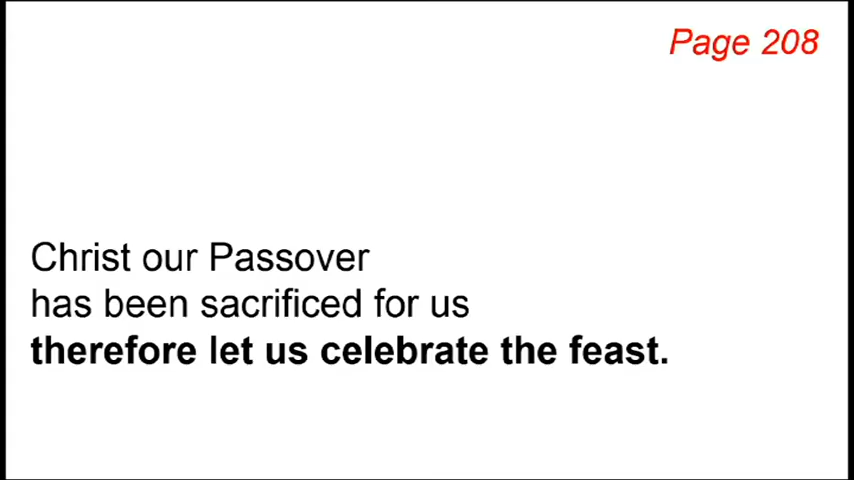 Page 208
Christ our Passover
has been sacrificed for us
therefore let us celebrate the feast.